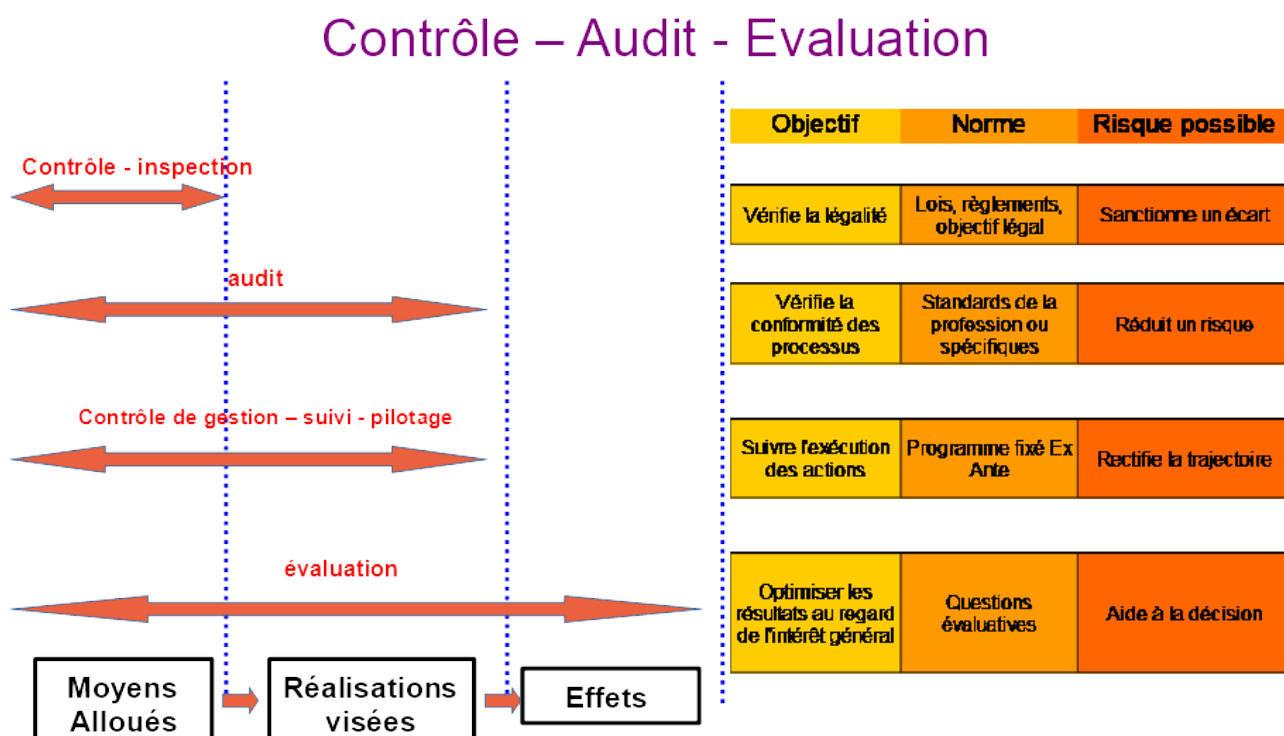 Contrôle – Audit - Evaluation
Objectif
Norme
Risque possible
Contrôle - inspection
Vérifie la légalité
Lois, règlements,
objectif légal
Sanctionne un écart
audit
Vérifie la
conformité des
processus
Standards de la
profession ou
spécifiques
Réduit un risque
Contrôle de gestion – suivi - pilotage
Suivre l'exécution
des actions
Programme fixé Ex
Ante
Rectifie la trajectoire
évaluation
Optimiser les
résultats au regard
de l'intérêt général
Questions
évaluatives
Aide à la décision
Moyens
Alloués
Réalisations
visées
Effets